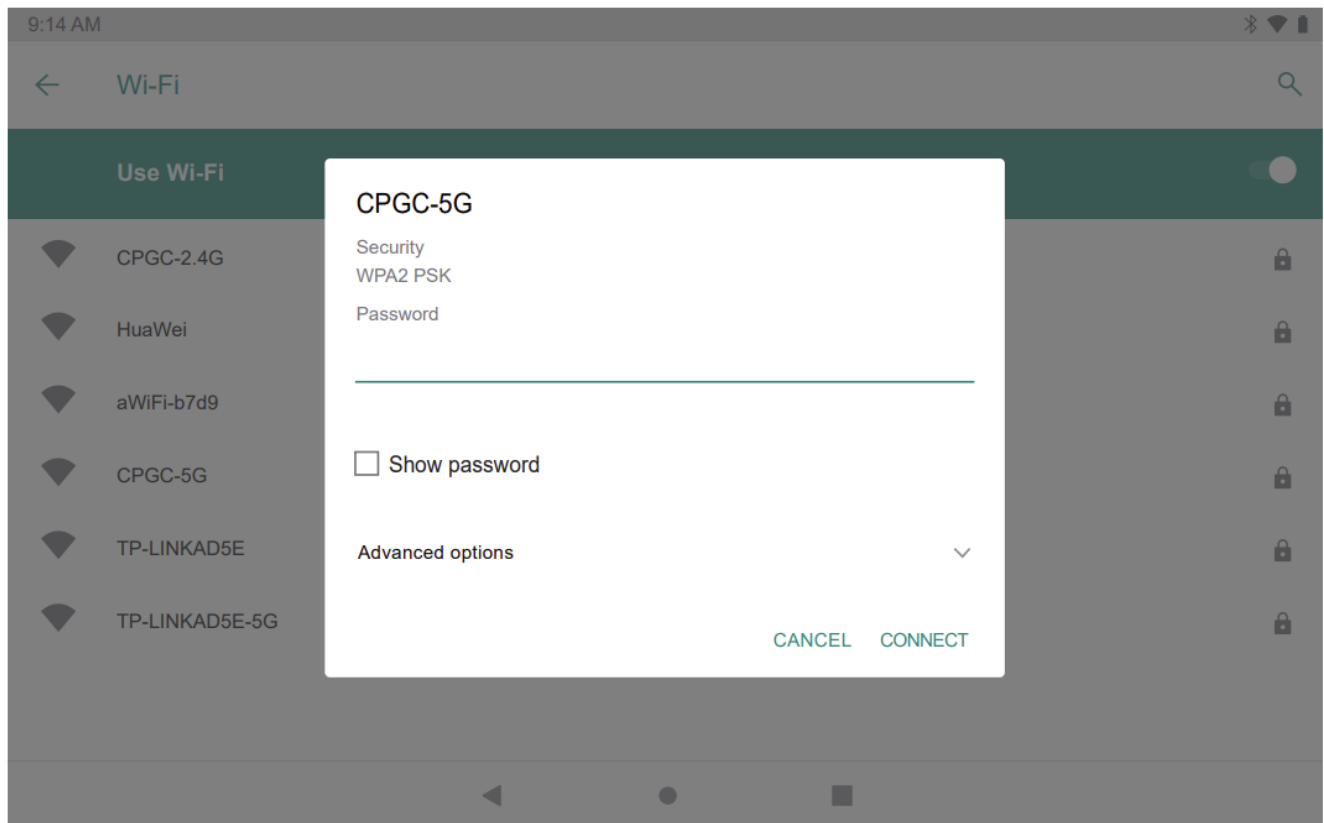 9:14 AM
Wi-Fi
Use Wi-Fi
CPGC-2.4G
HuaWei
aWiFi-b7d9
CPGC-5G
TP-LINKAD5E
TP-LINKAD5E-5G
CPGC-5G
Security
WPA2 PSK
Password
Show password
Advanced options
CANCEL CONNECT